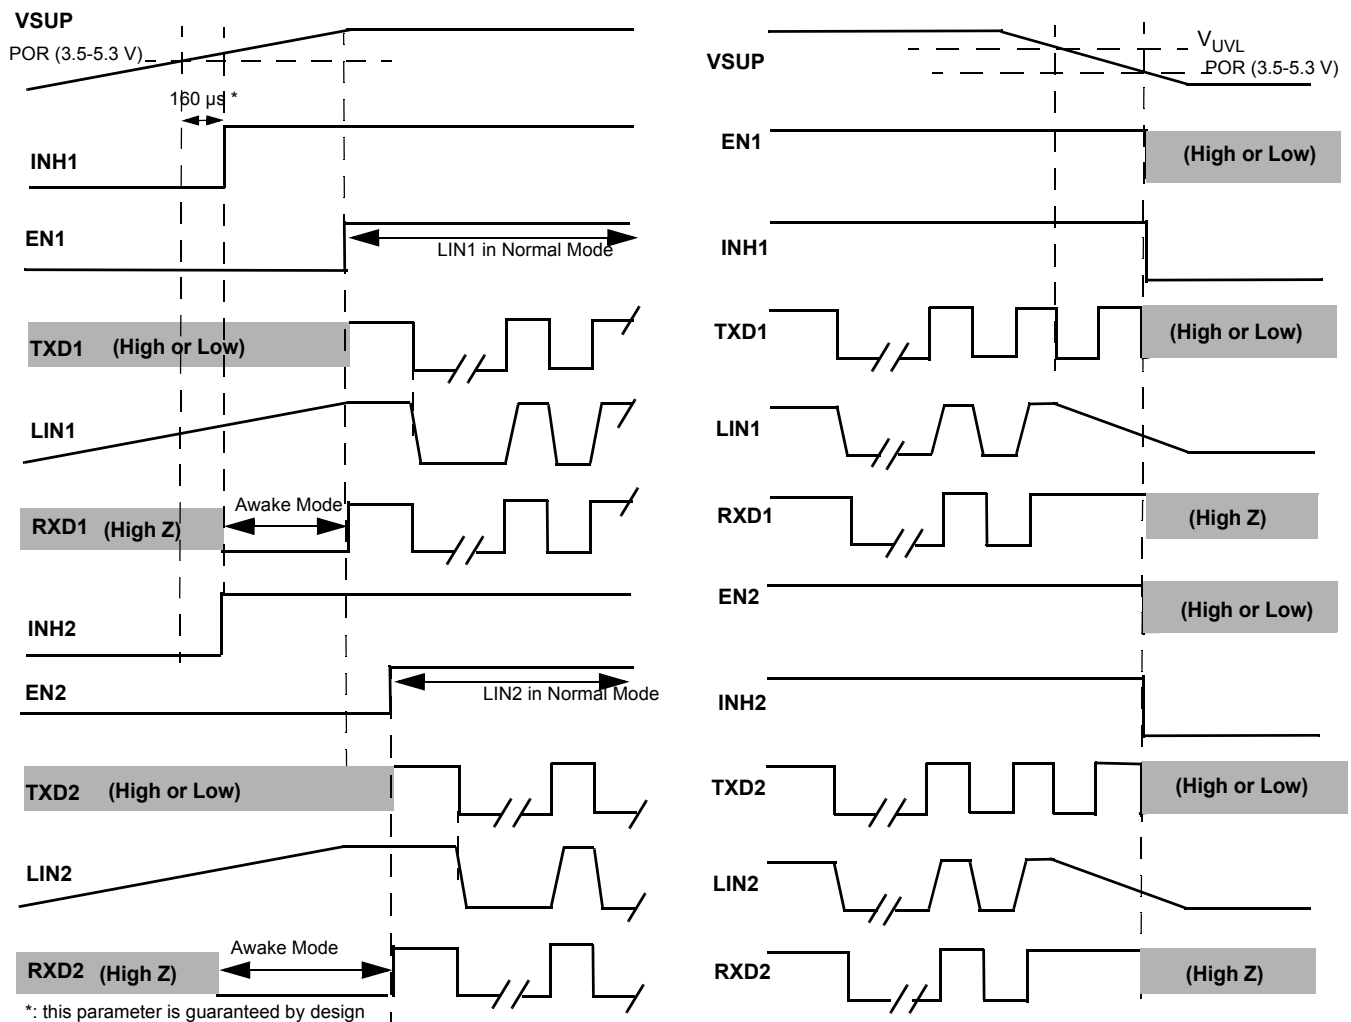 VSUP
POR (3.5-5.3 V)
160 µs *
INH1
EN1
LIN1 in Normal Mode
TXD1 (High or Low)
LIN1
Awake Mode
RXD1 (High Z)
INH2
EN2
LIN2 in Normal Mode
TXD2 (High or Low)
LIN2
Awake Mode
RXD2 (High Z)
*: this parameter is guaranteed by design
VUVL
VSUP
POR (3.5-5.3 V)
EN1
(High or Low)
INH1
TXD1
(High or Low)
LIN1
RXD1
(High Z)
EN2
(High or Low)
INH2
TXD2
(High or Low)
LIN2
RXD2
(High Z)